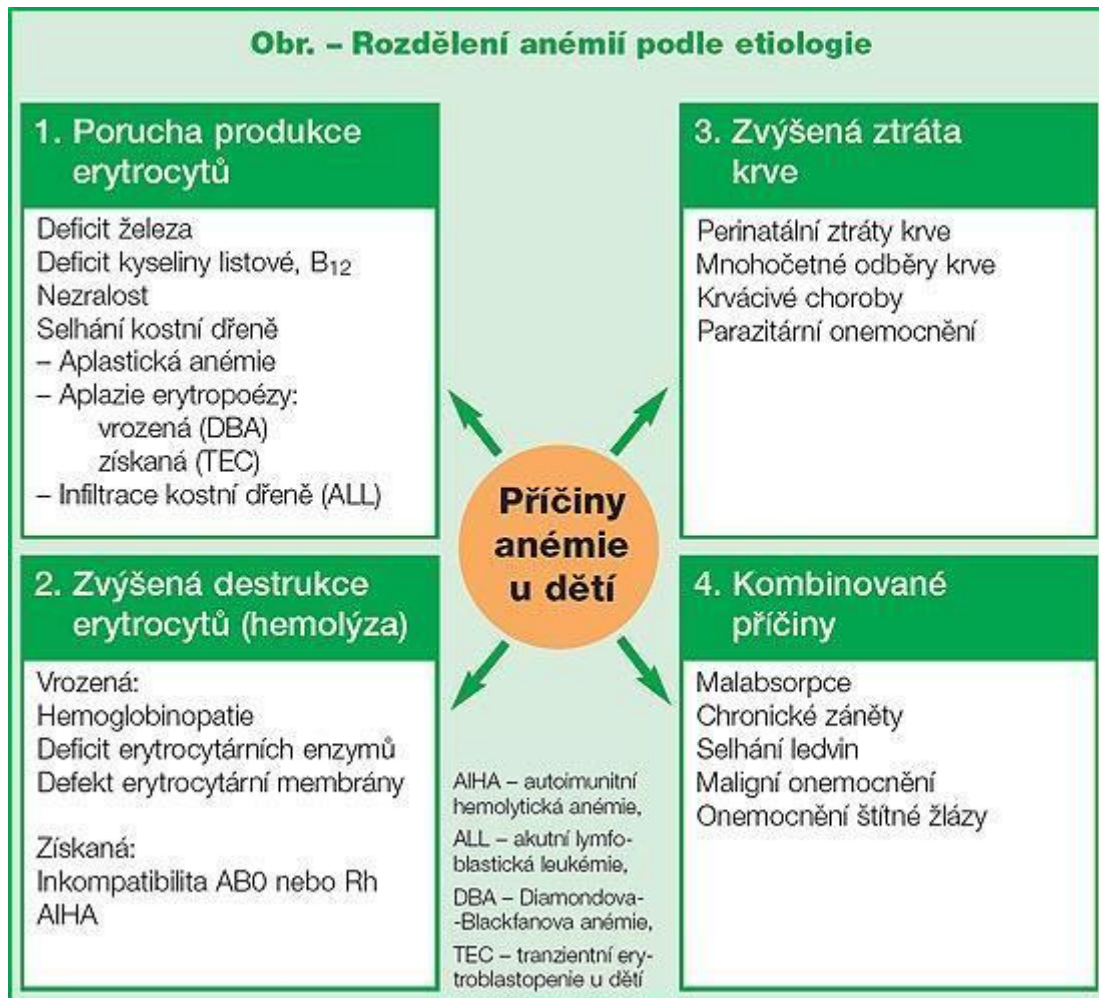 Obr. – Rozdělení anémií podle etiologie
1. Porucha produkce
erytrocytů
Deficit železa
Deficit kyseliny listové, B₁₂
Nezralost
Selhání kostní dřeně
– Aplastická anémie
– Aplazie erytropoézy:
vrozená (DBA)
získaná (TEC)
– Infiltrace kostní dřeně (ALL)
3. Zvýšená ztráta
krve
Perinatální ztráty krve
Mnohočetné odběry krve
Krvácivé choroby
Parazitární onemocnění
Příčiny
anémie
u dětí
2. Zvýšená destrukce
erytrocytů (hemolýza)
Vrozená:
Hemoglobinopatie
Deficit erytrocytárních enzymů
Defekt erytrocytární membrány
Získaná:
Inkompatibilita AB0 nebo Rh
AIHA
4. Kombinované
příčiny
Malabsorpce
Chronické záněty
Selhání ledvin
Maligní onemocnění
Onemocnění štítné žlázy
AIHA – autoimunitní
hemolytická anémie,
ALL – akutní lymfo-
blastická leukémie,
DBA – Diamondova-
-Blackfanova anémie,
TEC – tranzientní ery-
troblastopenie u dětí